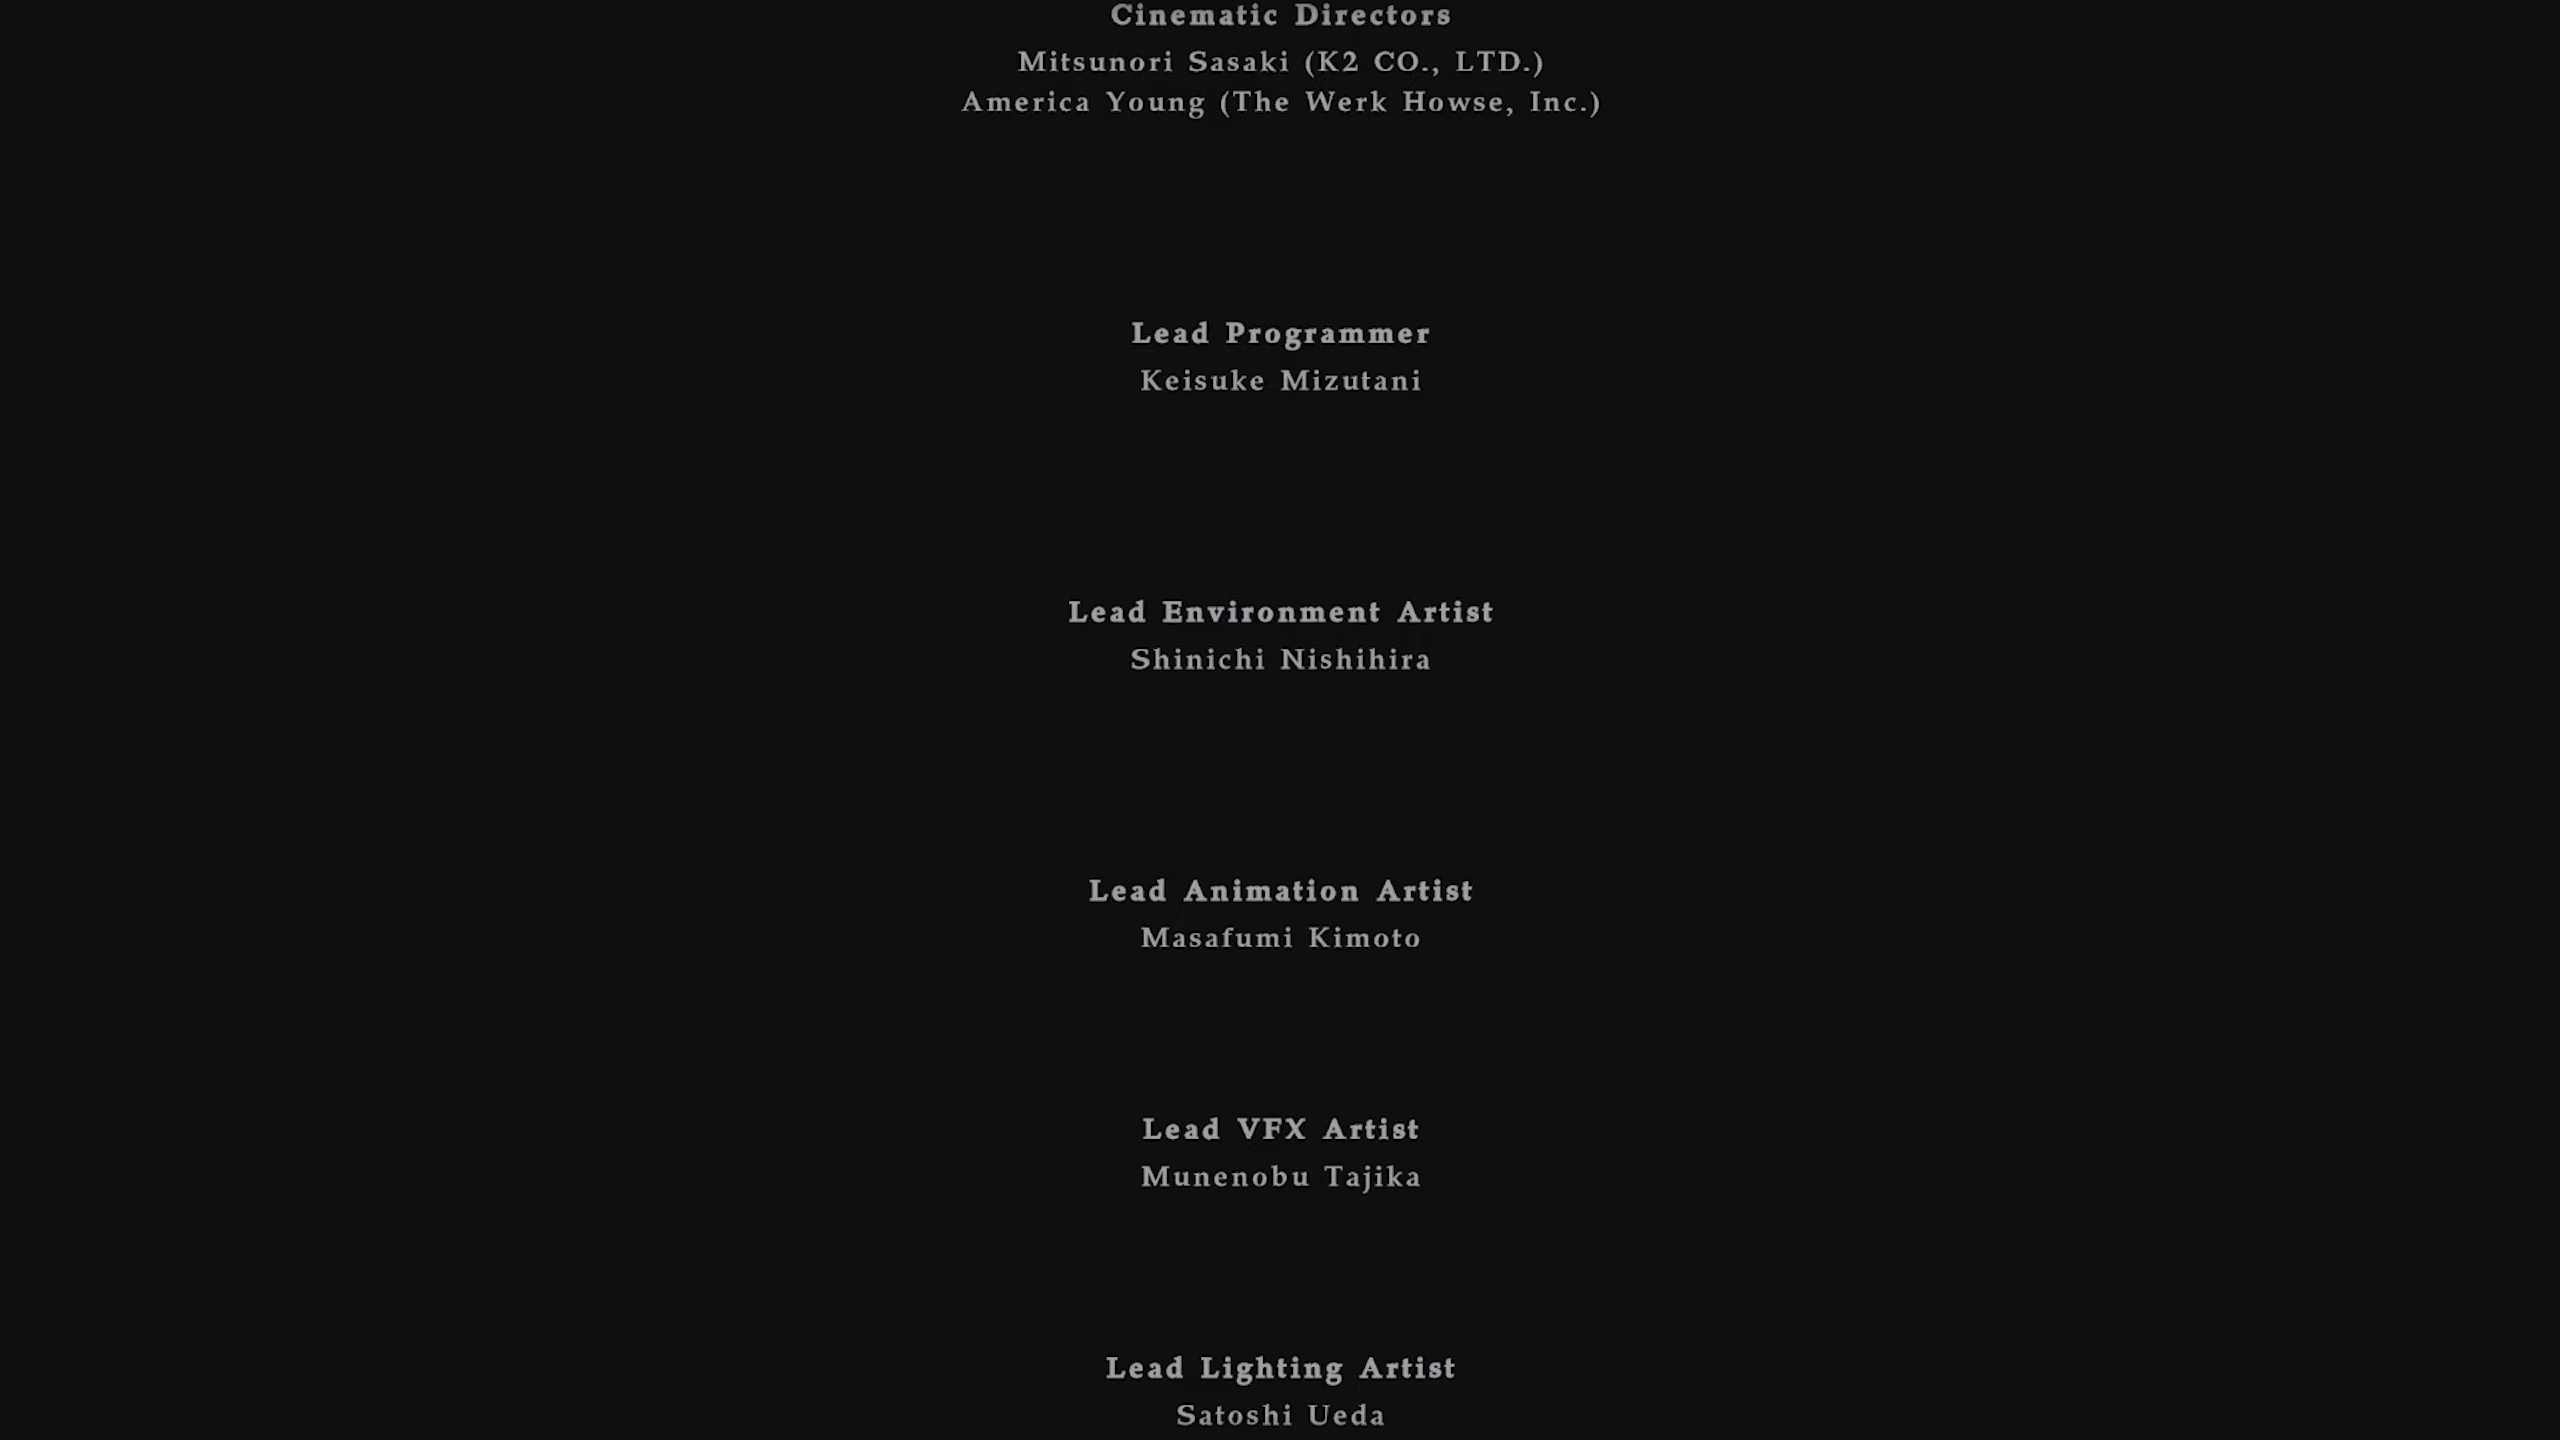 Cinematic Directors
Mitsunori Sasaki (K2 CO., LTD.)
America Young (The Werk Howse, Inc.)
Lead Programmer
Keisuke Mizutani
Lead Environment Artist
Shinichi Nishihira
Lead Animation Artist
Masafumi Kimoto
Lead VFX Artist
Munenobu Tajika
Lead Lighting Artist
Satoshi Ueda